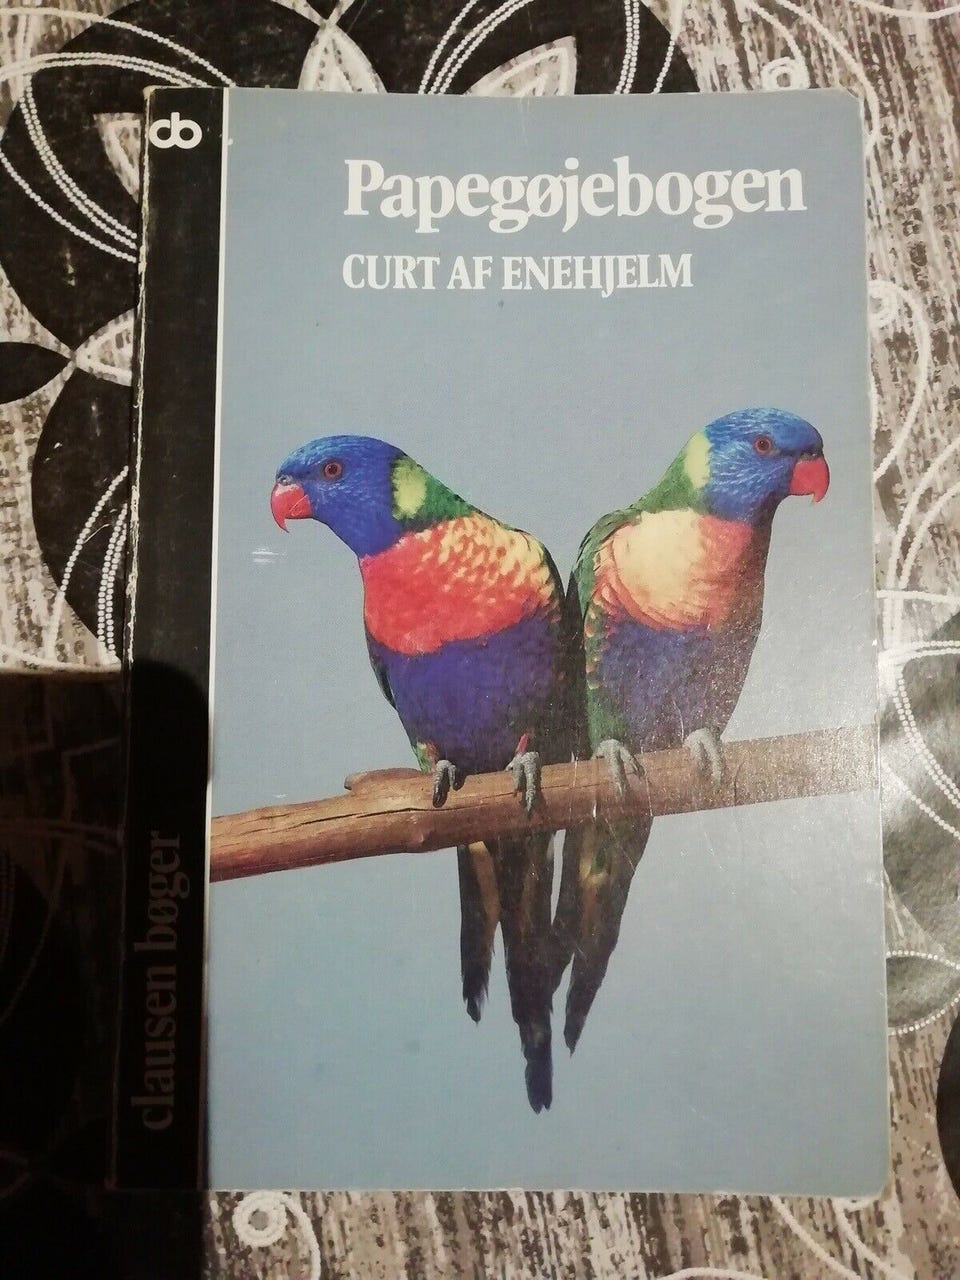 cb
Papegøjebogen
CURT AF ENEHJELM
clausen bøger